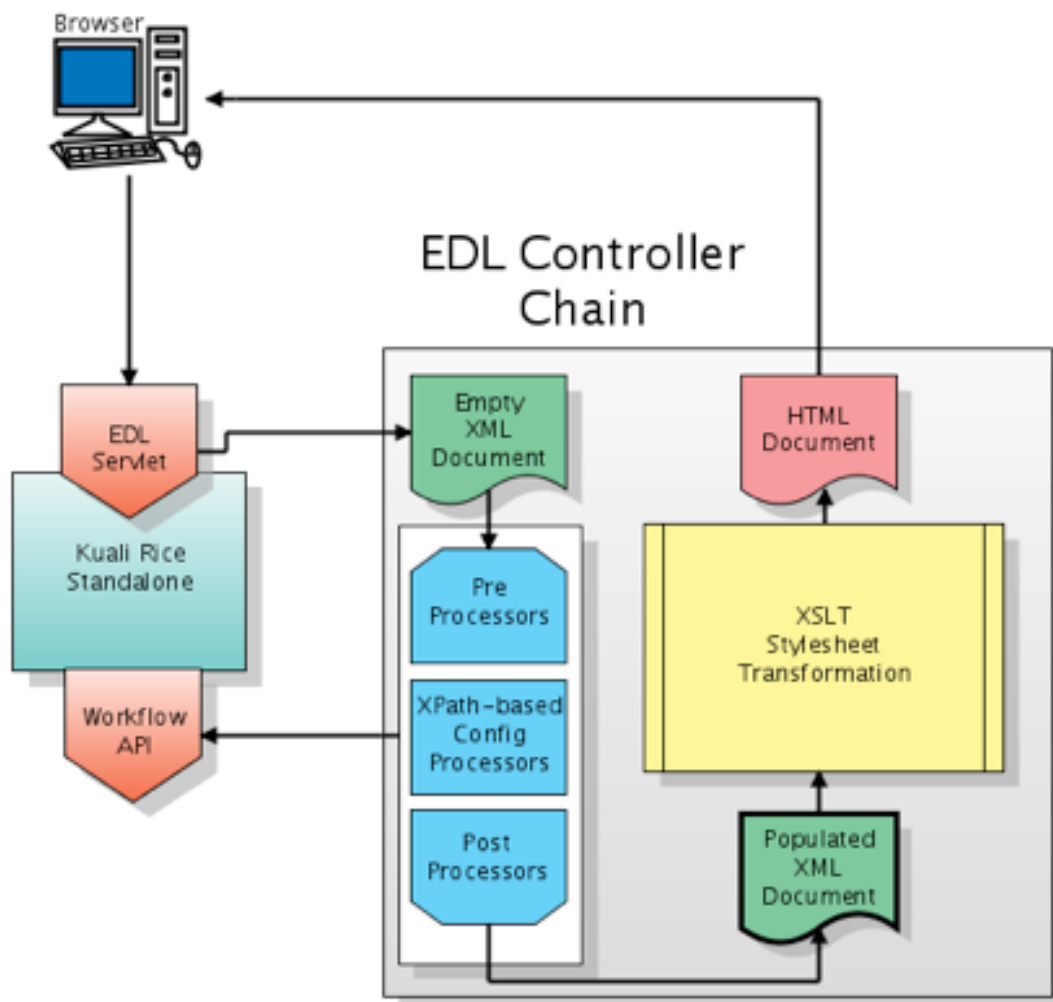 Browser
EDL Controller
Chain
EDL
Servlet
Empty
XML
Document
HTML
Document
Kuali Rice
Standalone
Pre
Processors
XSLT
Stylesheet
Transformation
XPath-based
Config
Processors
Workflow
API
Post
Processors
Populated
XML
Document